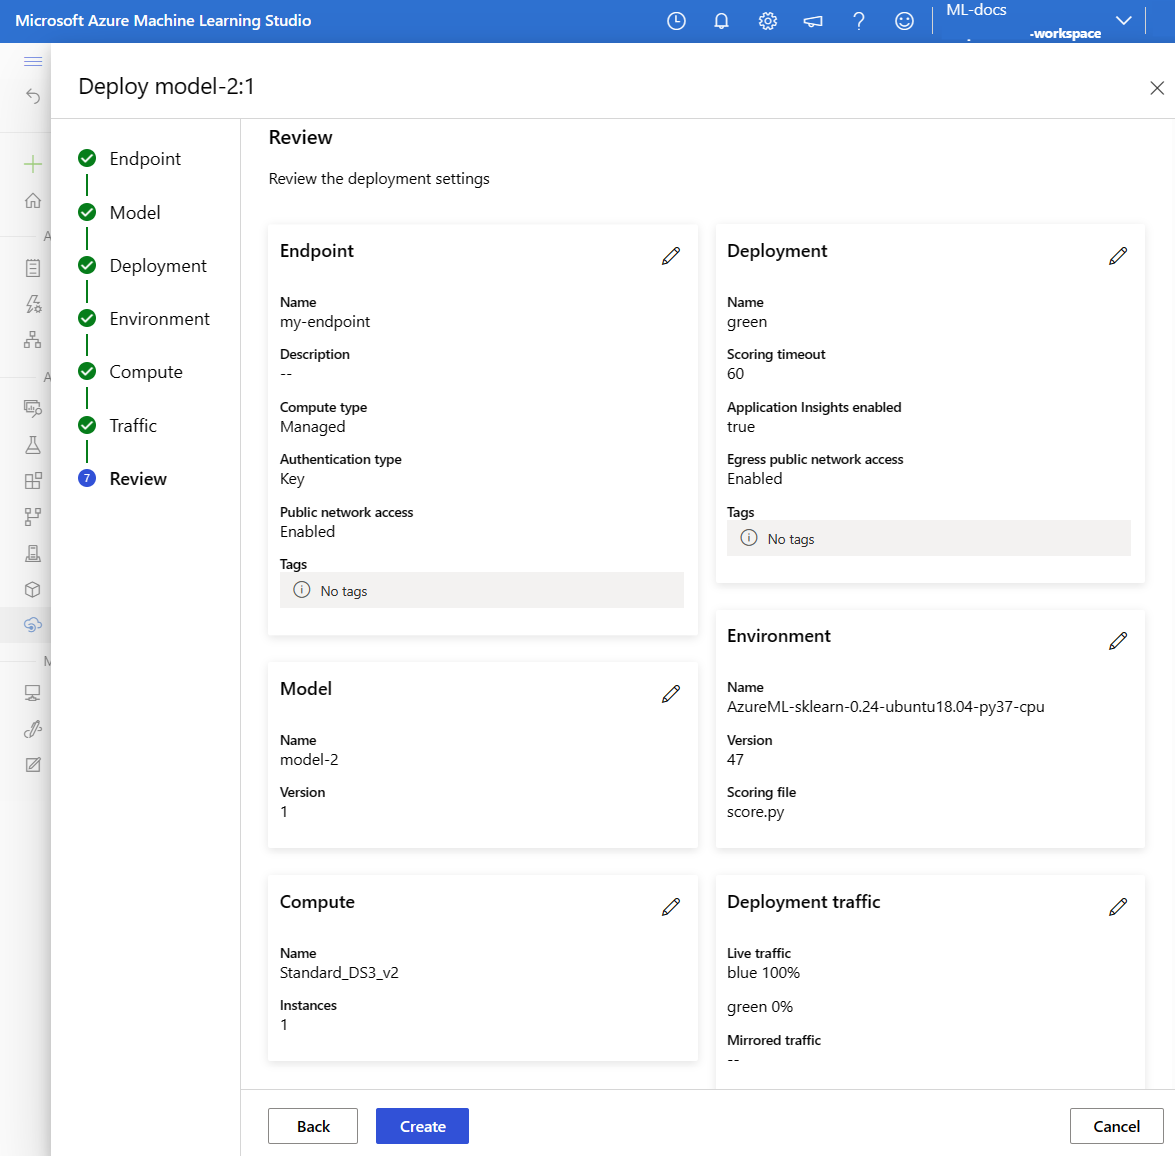 Microsoft Azure Machine Learning Studio
ML-docs
-workspace
Deploy model-2:1
Endpoint
Model
Deployment
Environment
Compute
Traffic
7 Review
Review
Review the deployment settings
Endpoint
Name
my-endpoint
Description
--
Compute type
Managed
Authentication type
Key
Public network access
Enabled
Tags
No tags
Model
Name
model-2
Version
1
Compute
Name
Standard_DS3_v2
Instances
1
Deployment
Name
green
Scoring timeout
60
Application Insights enabled
true
Egress public network access
Enabled
Tags
No tags
Environment
Name
AzureML-sklearn-0.24-ubuntu18.04-py37-cpu
Version
47
Scoring file
score.py
Deployment traffic
Live traffic
blue 100%
green 0%
Mirrored traffic
--
Back
Create
Cancel